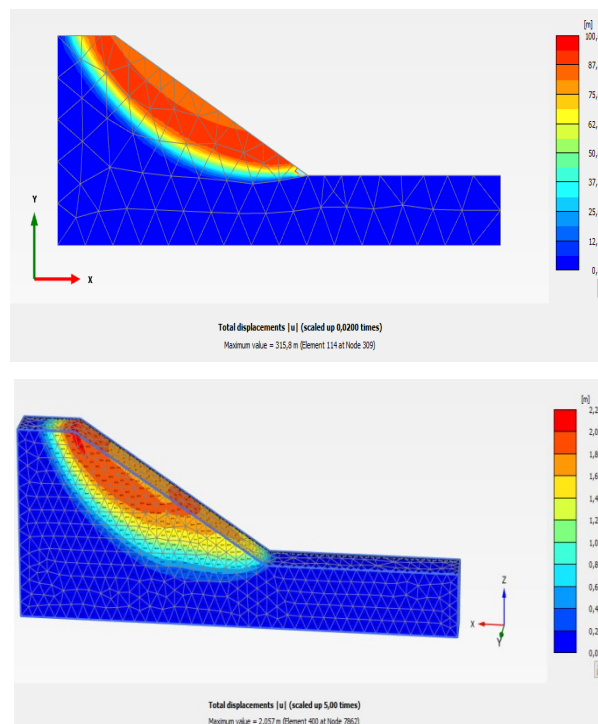 [m]
100,
87,
75,
62,
50,
37,
25,
12,
0,
Y
X
Total displacements |u| (scaled up 0,0200 times)
Maximum value = 315,8 m (Element 114 at Node 309)
[m]
2,2
2,0
1,8
1,6
1,4
1,2
1,0
0,8
0,6
0,4
0,2
0,0
Z
X
Y
Total displacements |u| (scaled up 5,00 times)
Maximum value = 2,057 m (Element 400 at Node 7862)